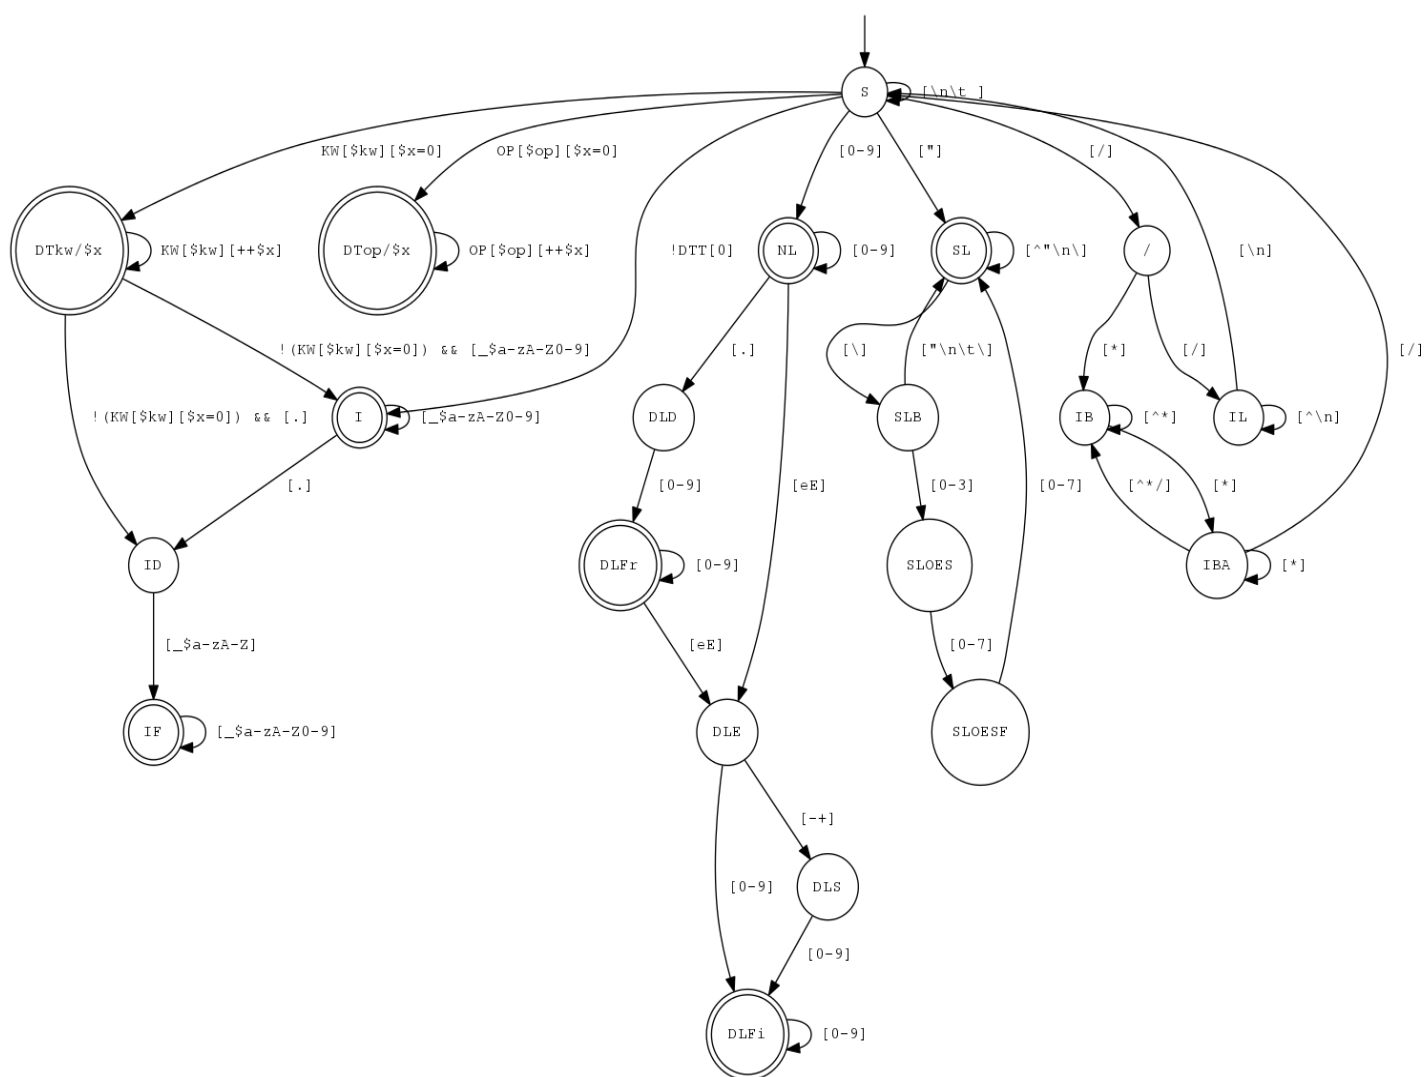 S
[\n\t ]
KW[$kw][$x=0]
OP[$op][$x=0]
[0-9]
["]
[/]
DTkw/$x
KW[$kw][++$x]
DTop/$x
OP[$op][++$x]
!DTT[0]
NL
[0-9]
SL
[^"\n\]
/
[\n]
!(KW[$kw][$x=0]) && [_$a-zA-Z0-9]
[.]
[\]
["\n\t\]
[*]
[/]
[/]
!(KW[$kw][$x=0]) && [.]
I
[_$a-zA-Z0-9]
DLD
SLB
IB
[^*]
IL
[^\n]
[.]
[0-9]
[eE]
[0-3]
[0-7]
[^*/]
[*]
ID
DLFr
[0-9]
SLOES
IBA
[*]
[_$a-zA-Z]
[eE]
[0-7]
IF
[_$a-zA-Z0-9]
DLE
SLOESF
[-+]
[0-9]
DLS
[0-9]
DLFi
[0-9]